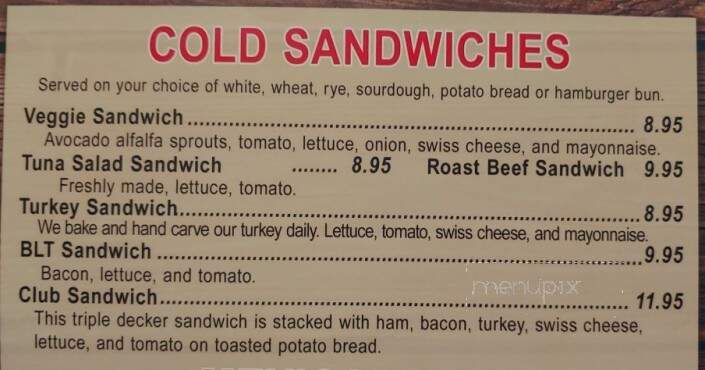 COLD SANDWICHES
Served on your choice of white, wheat, rye, sourdough, potato bread or hamburger bun.
Veggie Sandwich........................................................................ 8.95
Avocado alfalfa sprouts, tomato, lettuce, onion, swiss cheese, and mayonnaise.
Tuna Salad Sandwich ........ 8.95 Roast Beef Sandwich 9.95
Freshly made, lettuce, tomato.
Turkey Sandwich.........................................................................8.95
We bake and hand carve our turkey daily. Lettuce, tomato, swiss cheese, and mayonnaise.
BLT Sandwich .............................................................................9.95
Bacon, lettuce, and tomato.
menupix
Club Sandwich........................................................................... 11.95
This triple decker sandwich is stacked with ham, bacon, turkey, swiss cheese,
lettuce, and tomato on toasted potato bread.